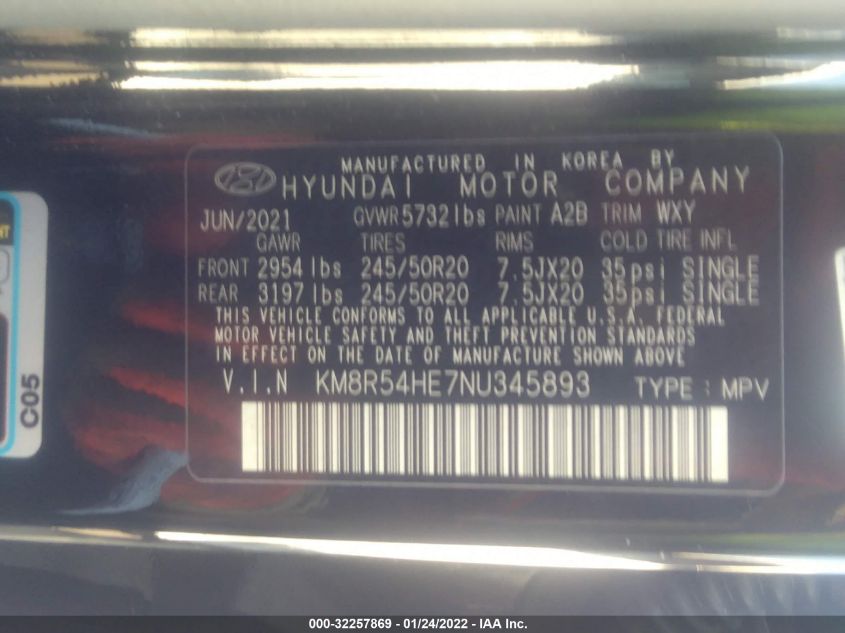 MANUFACTURED IN KOREA BY
HYUNDAI MOTOR COMPANY
JUN/2021 GVWR 5732 lbs PAINT A2B TRIM WXY
GAWR TIRES RIMS COLD TIRE INFL
FRONT 2954 lbs 245/50R20 7.5JX20 35psi SINGLE
REAR 3197 lbs 245/50R20 7.5JX20 35psi SINGLE
THIS VEHICLE CONFORMS TO ALL APPLICABLE U.S.A. FEDERAL
MOTOR VEHICLE SAFETY AND THEFT PREVENTION STANDARDS
IN EFFECT ON THE DATE OF MANUFACTURE SHOWN ABOVE
V.I.N KM8R54HE7NU345893 TYPE : MPV
C05
000-32257869 - 01/24/2022 - IAA Inc.